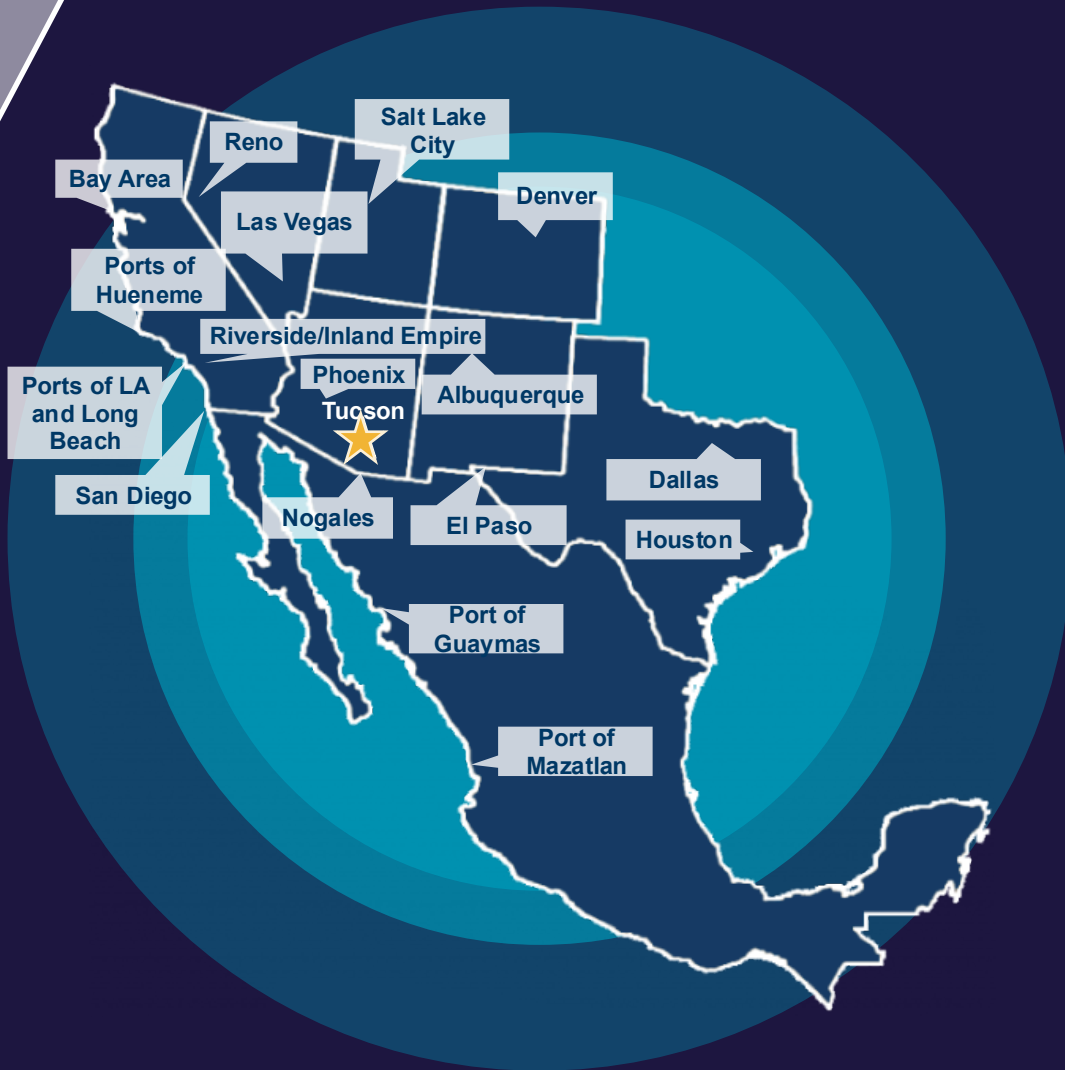 Salt Lake
City
Reno
Bay Area
Denver
Las Vegas
Ports of
Hueneme
Riverside/Inland Empire
Phoenix
Ports of LA
and Long
Beach
Albuquerque
Tucson
San Diego
Dallas
Nogales
El Paso
Houston
Port of
Guaymas
Port of
Mazatlan